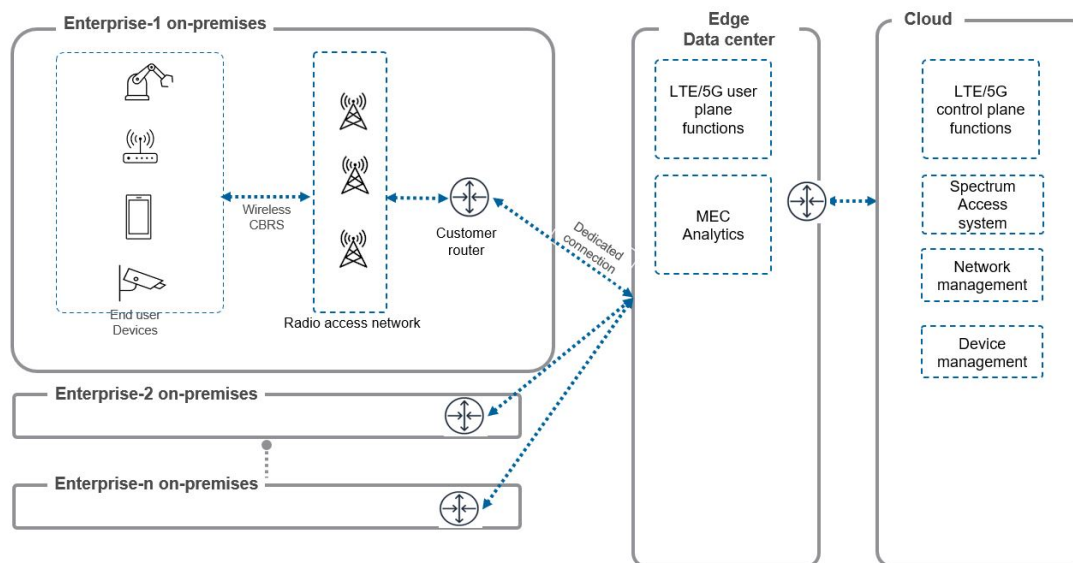 Enterprise-1 on-premises
End user
Devices
Wireless
CBRS
Radio access network
Customer
router
Dedicated
connection
Enterprise-2 on-premises
Enterprise-n on-premises
Edge
Data center
LTE/5G user
plane
functions
MEC
Analytics
Cloud
LTE/5G
control plane
functions
Spectrum
Access
system
Network
management
Device
management